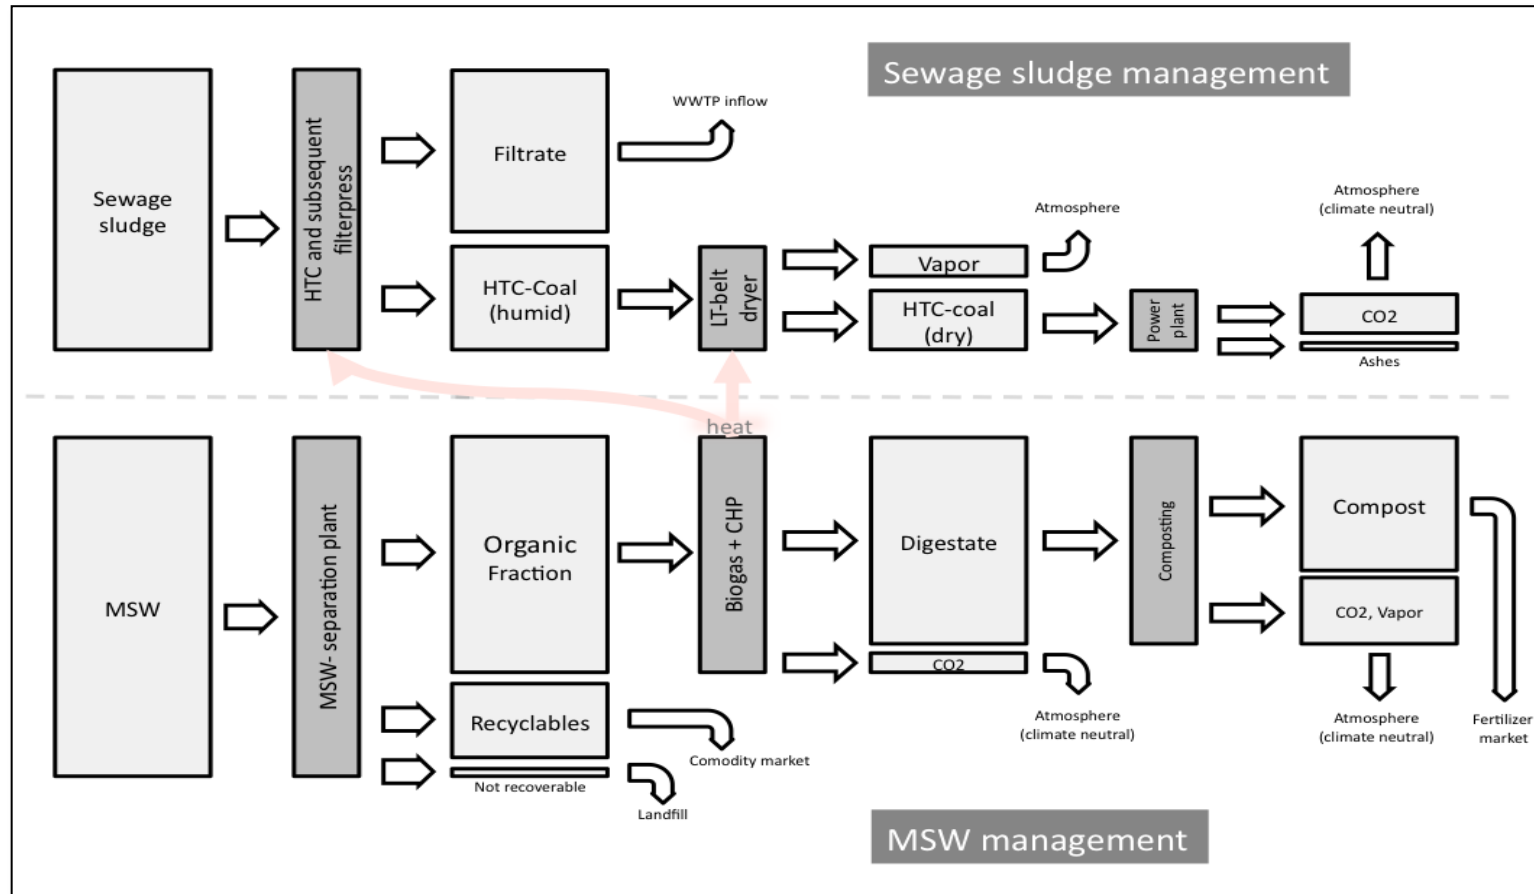 Sewage sludge management
Sewage
sludge
HTC and subsequent
filterpress
Filtrate
WWTP inflow
HTC-Coal
(humid)
LT-belt
dryer
Vapor
Atmosphere
HTC-coal
(dry)
Power
plant
Atmosphere
(climate neutral)
CO2
Ashes
heat
MSW
MSW- separation plant
Organic
Fraction
Recyclables
Comodity market
Not recoverable
Landfill
Biogas + CHP
Digestate
CO2
Atmosphere
(climate neutral)
Composting
Compost
CO2, Vapor
Atmosphere
(climate neutral)
Fertilizer
market
MSW management